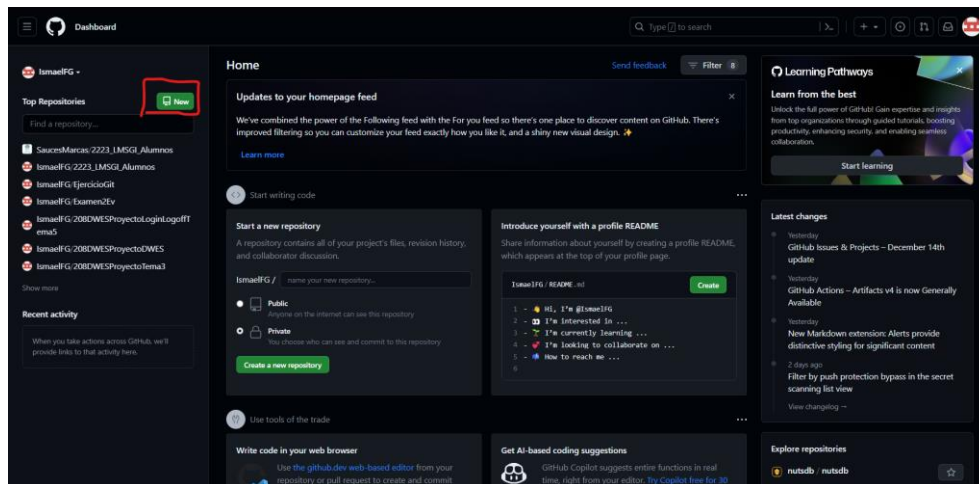 Dashboard
Type / to search
IsmaelFG
Top Repositories
New
Find a repository...
SaucesMarcas/2223_LMSGI_Alumnos
IsmaelFG/2223_LMSGI_Alumnos
IsmaelFG/EjercicioGit
IsmaelFG/Examen2Ev
IsmaelFG/208DWESProyectoLoginLogoffT
ema5
IsmaelFG/208DWESProyectoDWES
IsmaelFG/208DWESProyectoTema3
Show more
Recent activity
When you take actions across GitHub, we'll
provide links to that activity here.
Home
Send feedback
Filter 8
Updates to your homepage feed
We've combined the power of the Following feed with the For you feed so there's one place to discover content on GitHub. There's
improved filtering so you can customize your feed exactly how you like it, and a shiny new visual design. ✨
Learn more
Start writing code
Start a new repository
A repository contains all of your project's files, revision history,
and collaborator discussion.
IsmaelFG / name your new repository...
Public
Anyone on the internet can see this repository
Private
You choose who can see and commit to this repository
Create a new repository
Introduce yourself with a profile README
Share information about yourself by creating a profile README,
which appears at the top of your profile page.
IsmaelFG / README.md
Create
1 - 👋 Hi, I'm @IsmaelFG
2 - 👀 I'm interested in ...
3 - 🌱 I'm currently learning ...
4 - 💞️ I'm looking to collaborate on ...
5 - 📫 How to reach me ...
6
Use tools of the trade
Write code in your web browser
Use the github.dev web-based editor from your
repository or pull request to create and commit
Get AI-based coding suggestions
GitHub Copilot suggests entire functions in real
time, right from your editor. Try Copilot free for 30
Learning Pathways
Learn from the best
Unlock the full power of GitHub! Gain expertise and insights
from top organizations through guided tutorials, boosting
productivity, enhancing security, and enabling seamless
collaboration.
Start learning
Latest changes
Yesterday
GitHub Issues & Projects – December 14th
update
Yesterday
GitHub Actions – Artifacts v4 is now Generally
Available
Yesterday
New Markdown extension: Alerts provide
distinctive styling for significant content
2 days ago
Filter by push protection bypass in the secret
scanning list view
View changelog →
Explore repositories
nutsdb / nutsdb